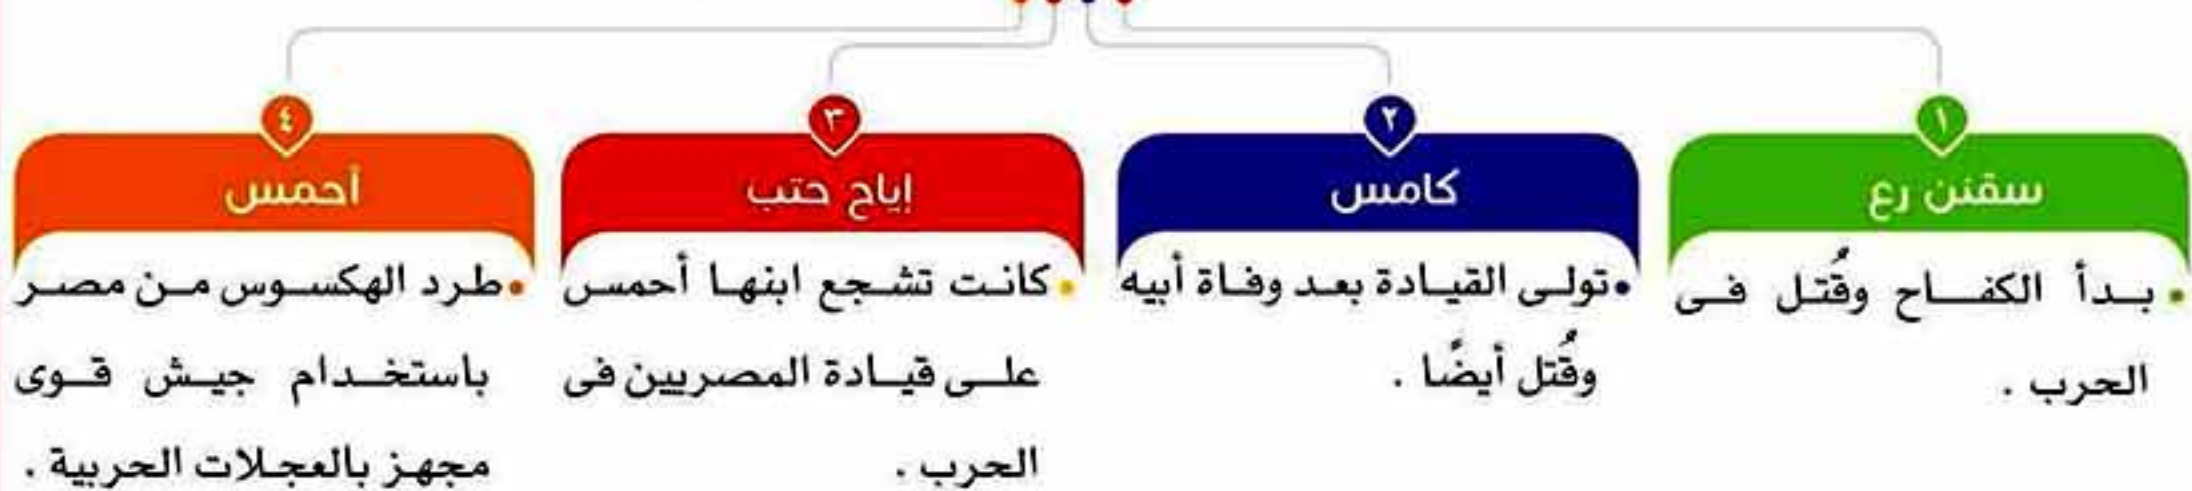 ١
سقنن رع
• بدأ الكفاح وقُتل فى
الحرب .
٢
كامس
• تولى القيادة بعد وفاة أبيه
وقُتل أيضًا .
٣
إياح حتب
• كانت تشجع ابنها أحمس
على قيادة المصريين فى
الحرب .
٤
أحمس
• طرد الهكسوس من مصر
باستخدام جيش قوى
مجهز بالعجلات الحربية .